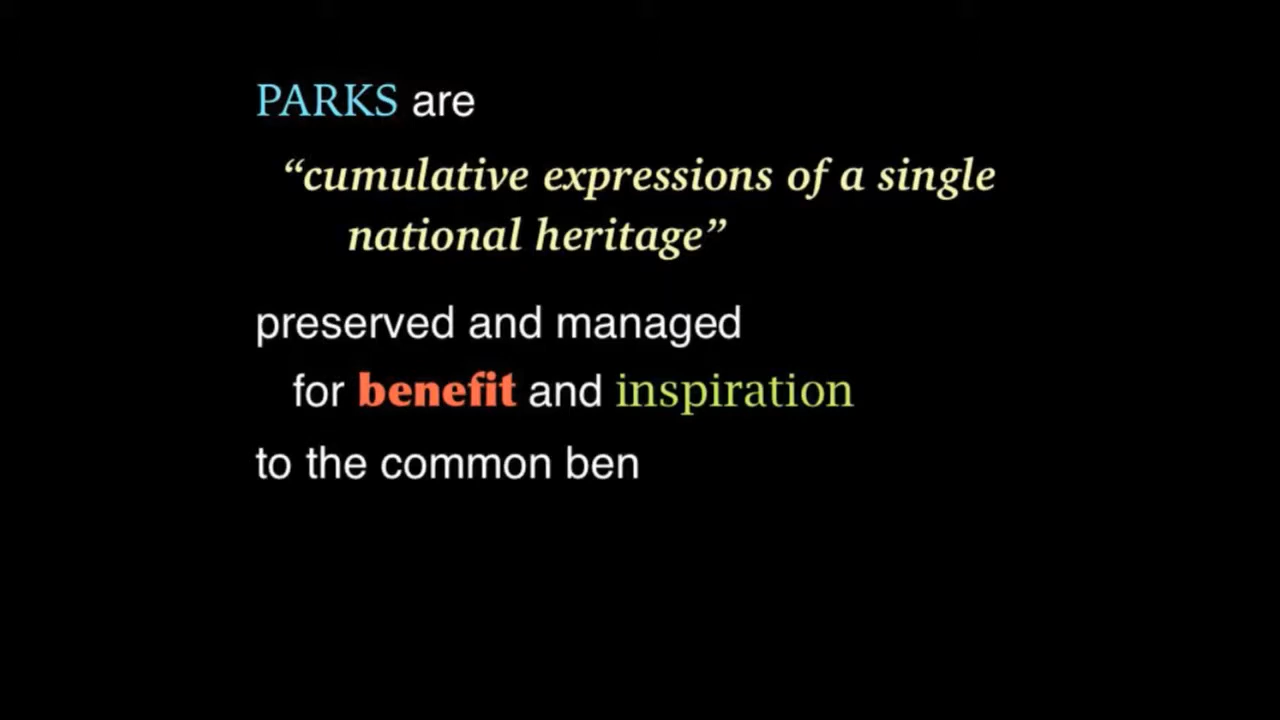 PARKS are
“cumulative expressions of a single
national heritage”
preserved and managed
for benefit and inspiration
to the common ben